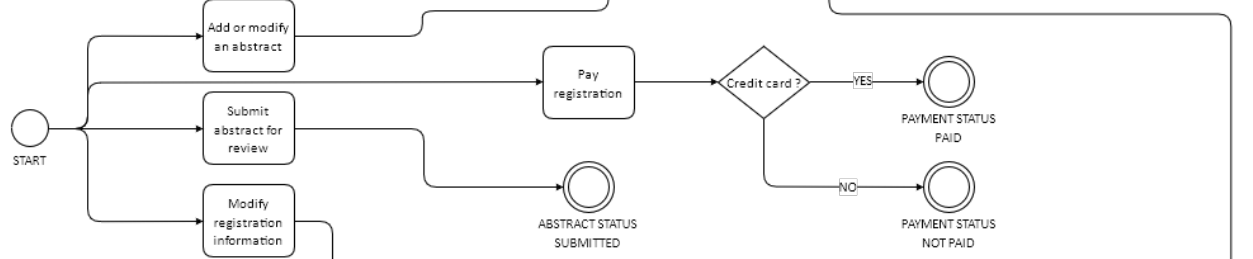 Add or modify
an abstract
Pay
registration
Credit card ?
YES
PAYMENT STATUS
PAID
START
Submit
abstract for
review
NO
ABSTRACT STATUS
SUBMITTED
PAYMENT STATUS
NOT PAID
Modify
registration
information